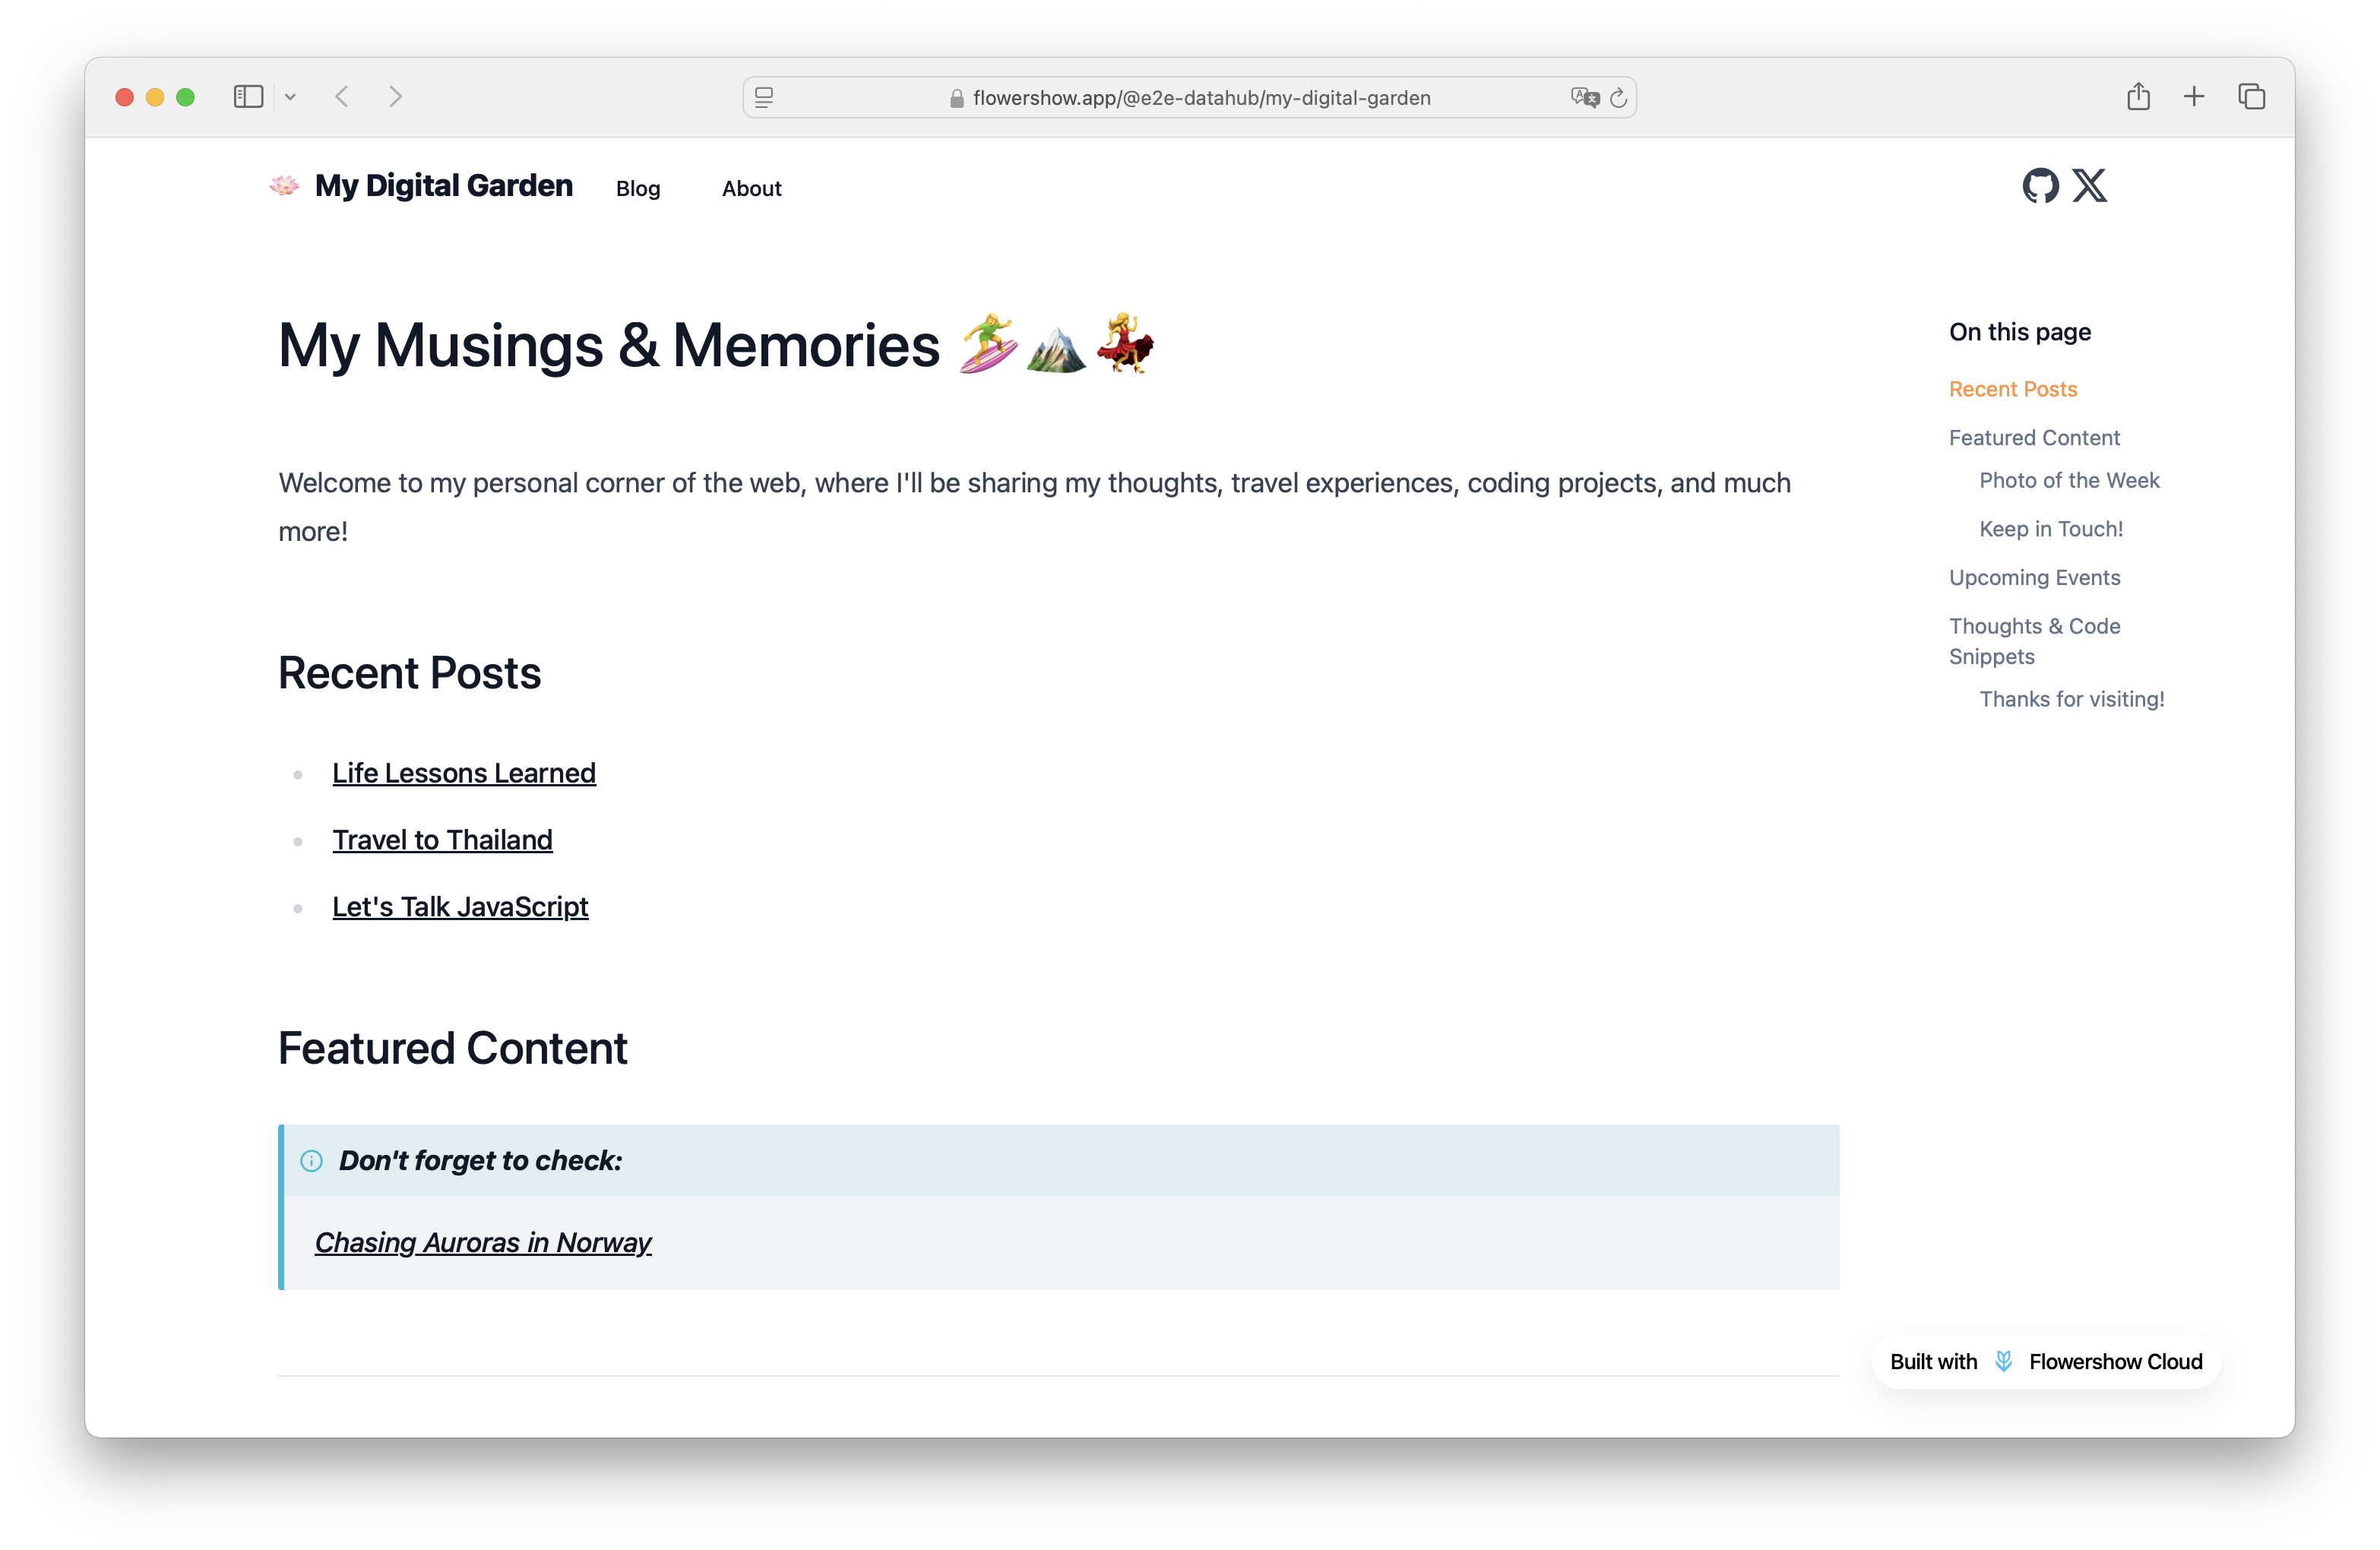 flowershow.app/@e2e-datahub/my-digital-garden
My Digital Garden
Blog
About
My Musings & Memories
On this page
Recent Posts
Featured Content
Photo of the Week
Keep in Touch!
Upcoming Events
Thoughts & Code
Snippets
Thanks for visiting!
Welcome to my personal corner of the web, where I'll be sharing my thoughts, travel experiences, coding projects, and much
more!
Recent Posts
Life Lessons Learned
Travel to Thailand
Let's Talk JavaScript
Featured Content
Don't forget to check:
Chasing Auroras in Norway
Built with Flowershow Cloud